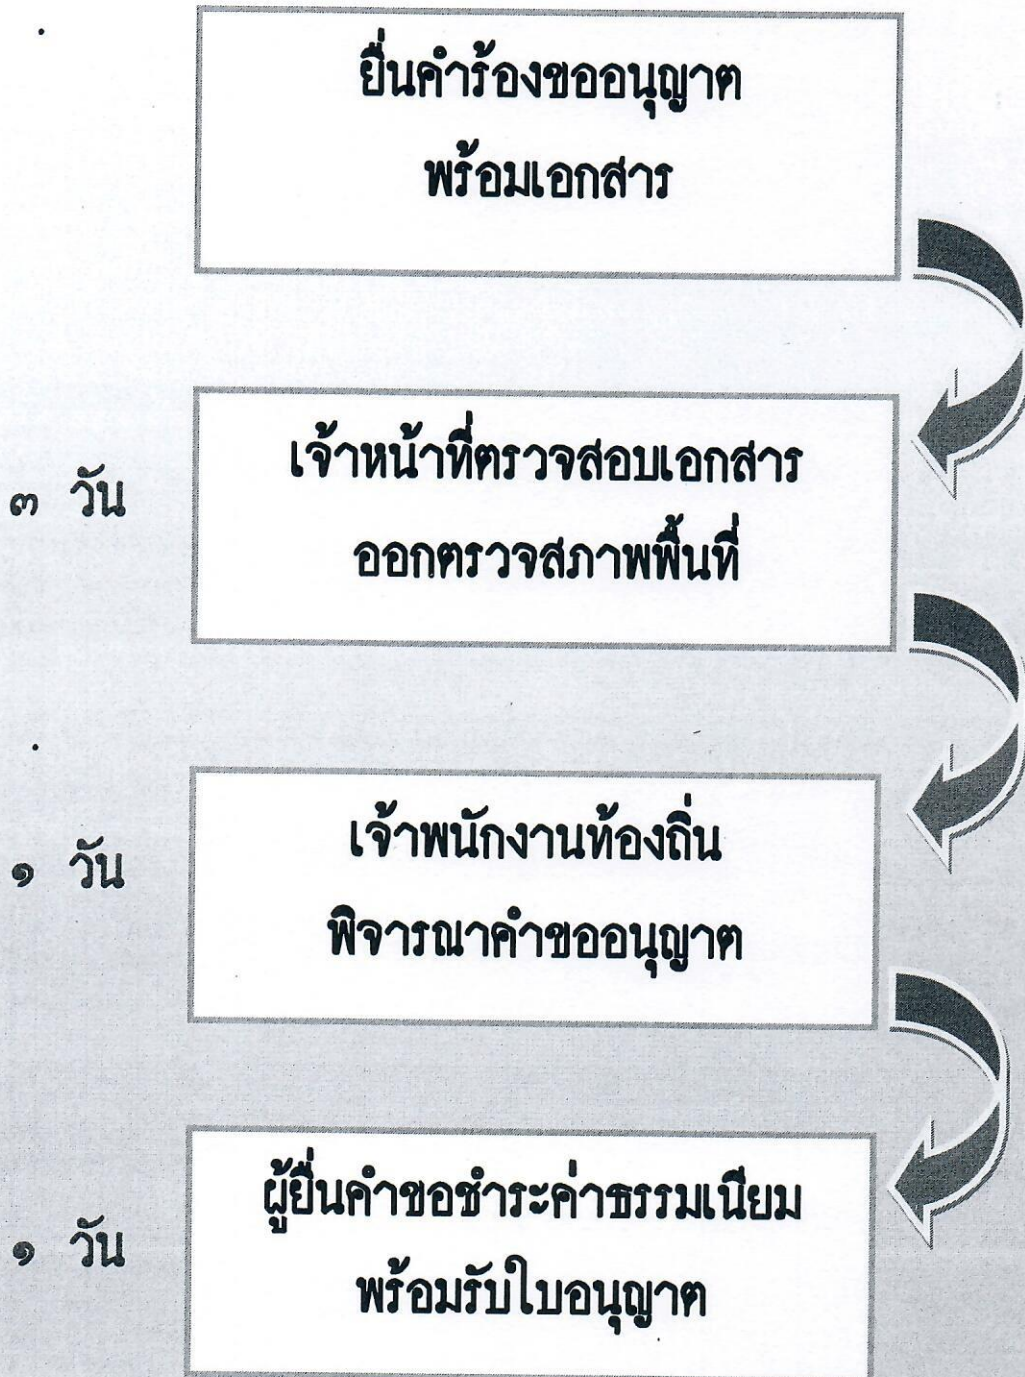 ยื่นคำร้องขออนุญาต
พร้อมเอกสาร
๓ วัน
เจ้าหน้าที่ตรวจสอบเอกสาร
ออกตรวจสภาพพื้นที่
๑ วัน
เจ้าพนักงานท้องถิ่น
พิจารณาคำขออนุญาต
๑ วัน
ผู้ยื่นคำขอชำระค่าธรรมเนียม
พร้อมรับใบอนุญาต